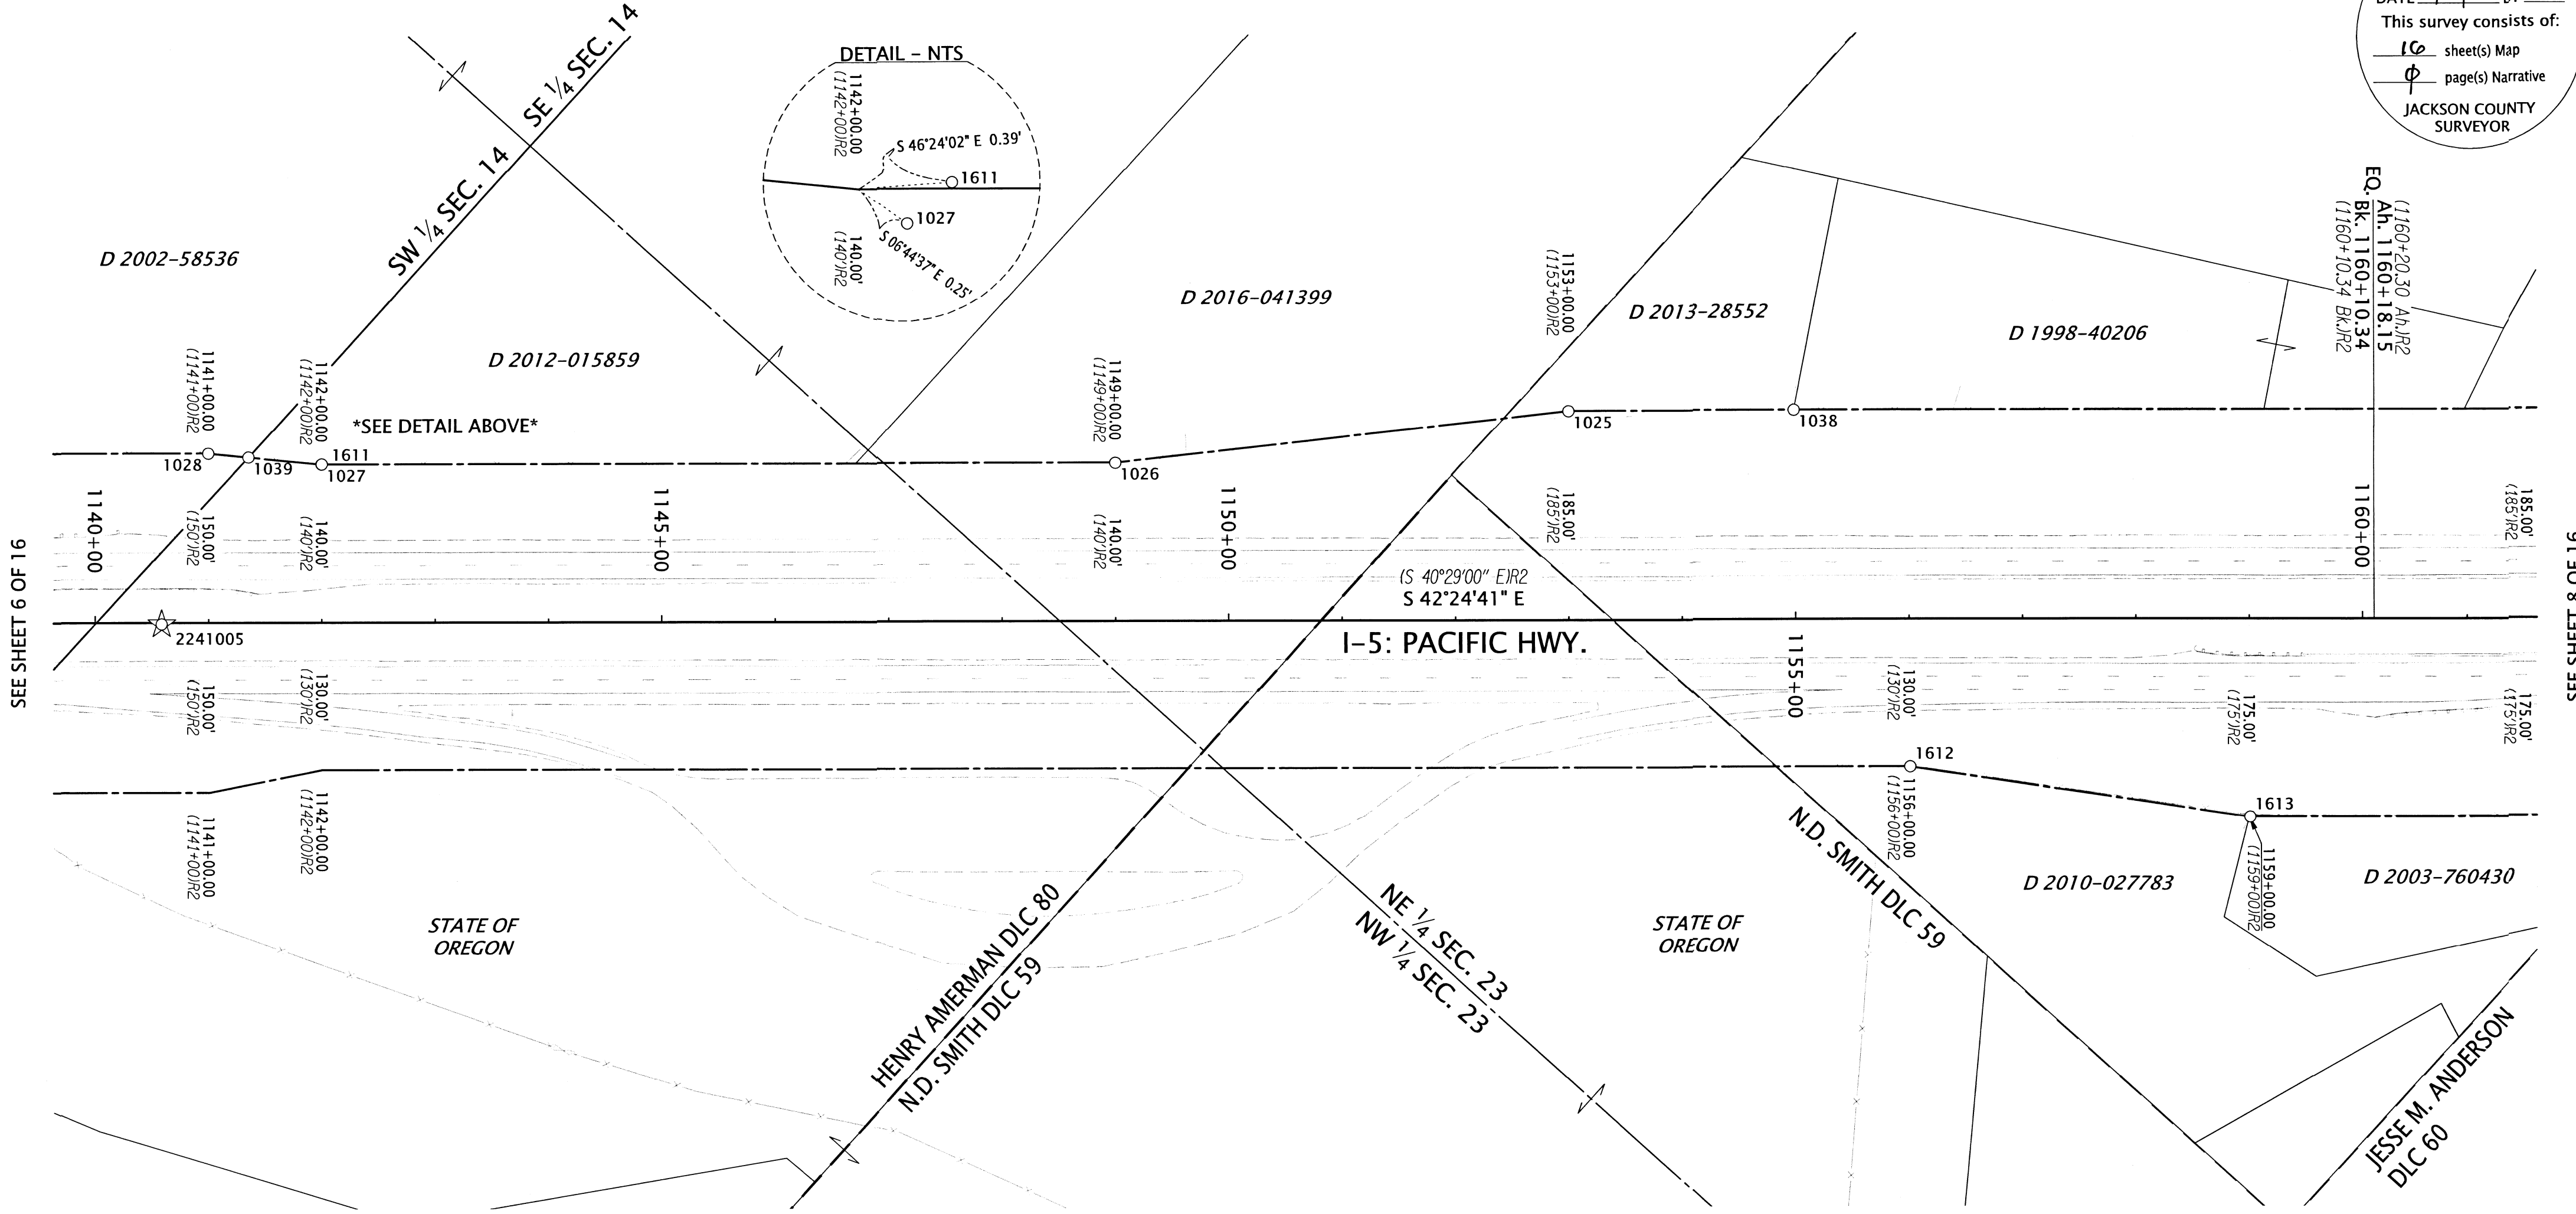 This survey consists of:
16 sheet(s) Map
page(s) Narrative
JACKSON COUNTY
SURVEYOR
SE 1/4 SEC. 14
SW 1/4 SEC. 14
DETAIL - NTS
1142+00.00
(1142+00)R2
S 46°24'02" E 0.39'
1611
1027
S 06°44'37" E 0.25'
140.00'
(140')R2
D 2002-58536
D 2012-015859
D 2016-041399
D 2013-28552
D 1998-40206
EQ.
(1160+20.30 Ah.)R2
Ah. 1160+18.15
Bk. 1160+10.34
(1160+10.34 Bk.)R2
1141+00.00
(1141+00)R2
1142+00.00
(1142+00)R2
*SEE DETAIL ABOVE*
1149+00.00
(1149+00)R2
1153+00.00
(1153+00)R2
1028
1039
1611
1027
1026
1025
1038
1140+00
150.00'
(150')R2
140.00'
(140')R2
1145+00
140.00'
(140')R2
1150+00
185.00'
(185')R2
1160+00
185.00'
(185')R2
SEE SHEET 6 OF 16
SEE SHEET 8 OF 16
(S 40°29'00" E)R2
S 42°24'41" E
2241005
I-5: PACIFIC HWY.
150.00'
(150')R2
130.00'
(130')R2
1155+00
130.00'
(130')R2
175.00'
(175')R2
175.00'
(175')R2
1612
1613
1141+00.00
(1141+00)R2
1142+00.00
(1142+00)R2
1156+00.00
(1156+00)R2
1159+00.00
(1159+00)R2
D 2010-027783
D 2003-760430
STATE OF
OREGON
HENRY AMERMAN DLC 80
N.D. SMITH DLC 59
NE 1/4 SEC. 23
NW 1/4 SEC. 23
STATE OF
OREGON
N.D. SMITH DLC 59
JESSE M. ANDERSON
DLC 60